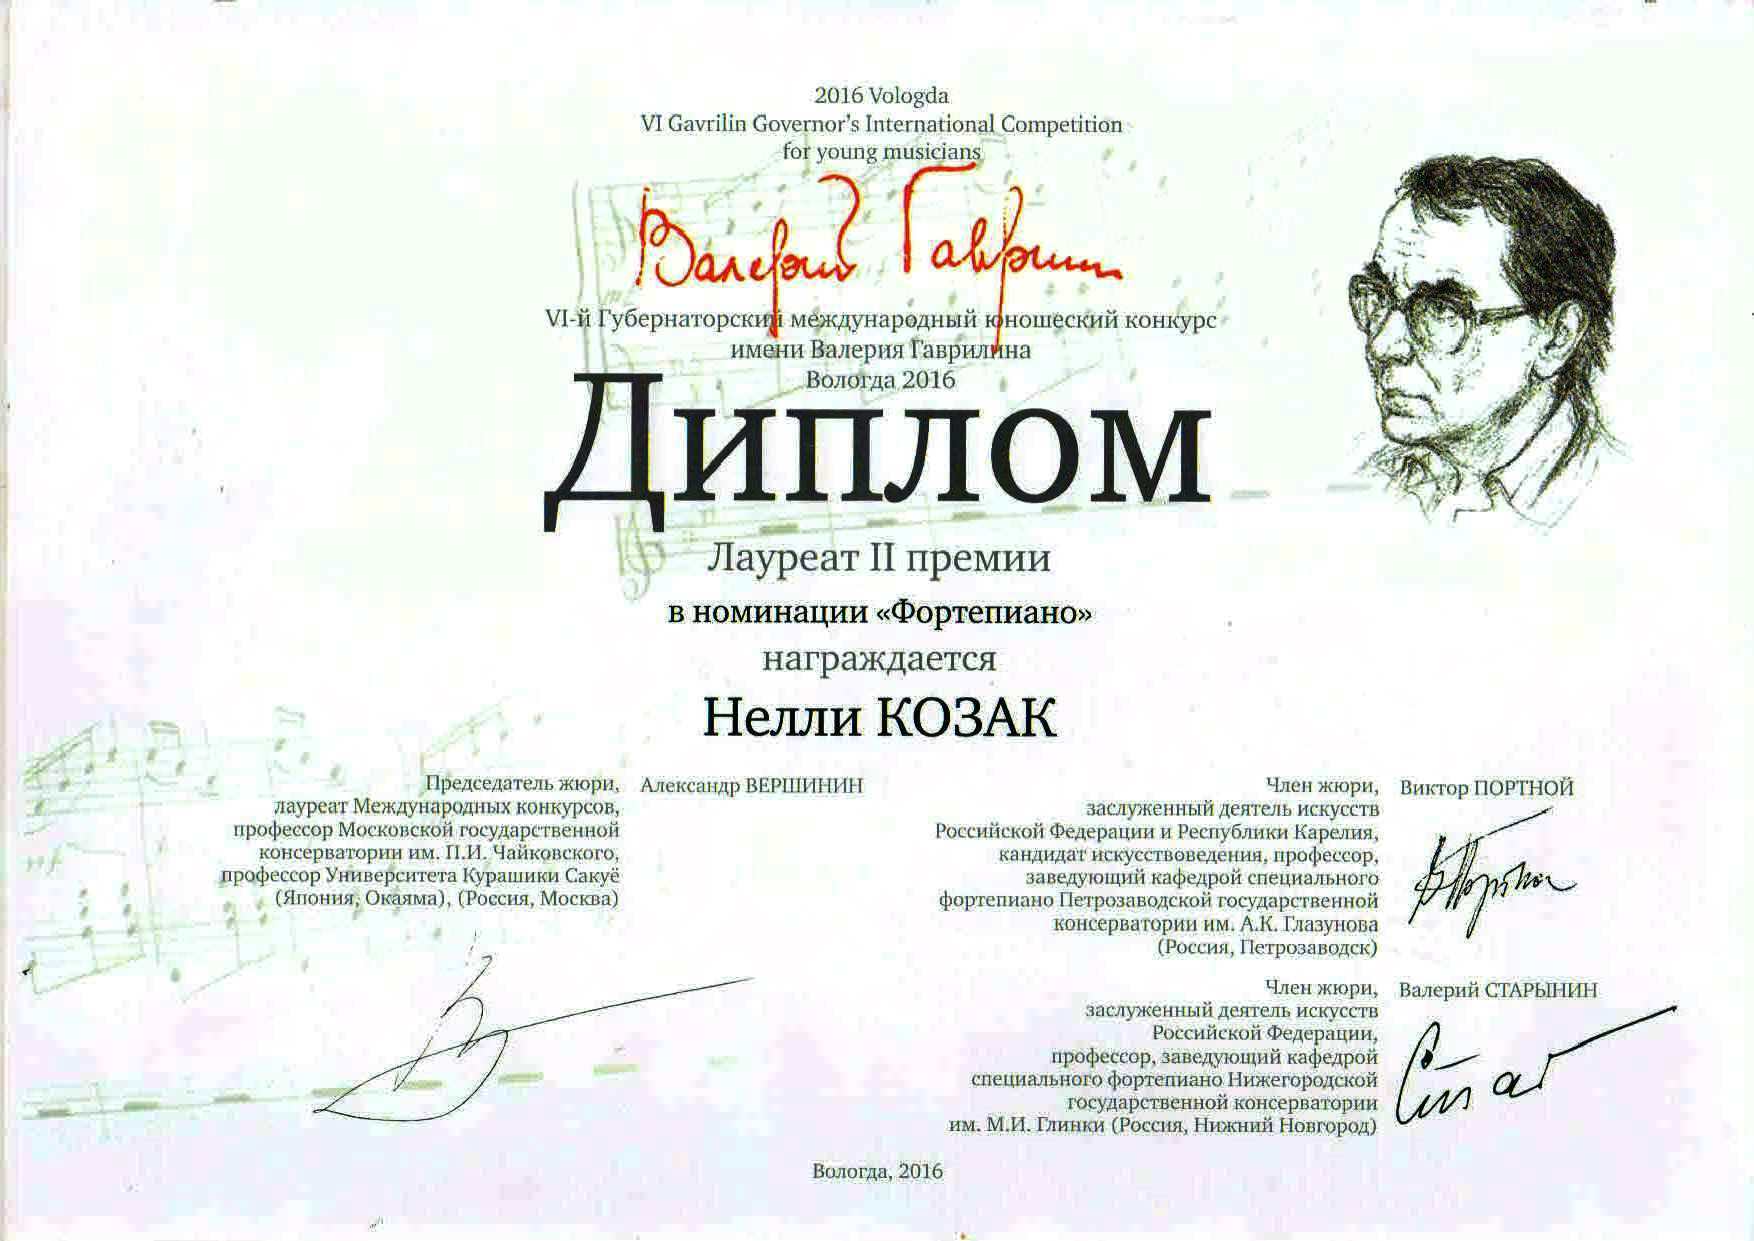 2016 Vologda
VI Gavrilin Governor's International Competition
for young musicians
Валерий Гаврилин
VI-й Губернаторский международный юношеский конкурс
имени Валерия Гаврилина
Вологда 2016
Диплом
Лауреат II премии
в номинации «Фортепиано»
награждается
Нелли КОЗАК
Председатель жюри,
лауреат Международных конкурсов,
профессор Московской государственной
консерватории им. П.И. Чайковского,
профессор Университета Курашики Сакуё
(Япония, Окаяма), (Россия, Москва)
Александр ВЕРШИНИН
Член жюри,
заслуженный деятель искусств
Российской Федерации и Республики Карелия,
кандидат искусствоведения, профессор,
заведующий кафедрой специального
фортепиано Петрозаводской государственной
консерватории им. А.К. Глазунова
(Россия, Петрозаводск)
Виктор ПОРТНОЙ
Член жюри,
заслуженный деятель искусств
Российской Федерации,
профессор, заведующий кафедрой
специального фортепиано Нижегородской
государственной консерватории
им. М.И. Глинки (Россия, Нижний Новгород)
Валерий СТАРЫНИН
Вологда, 2016